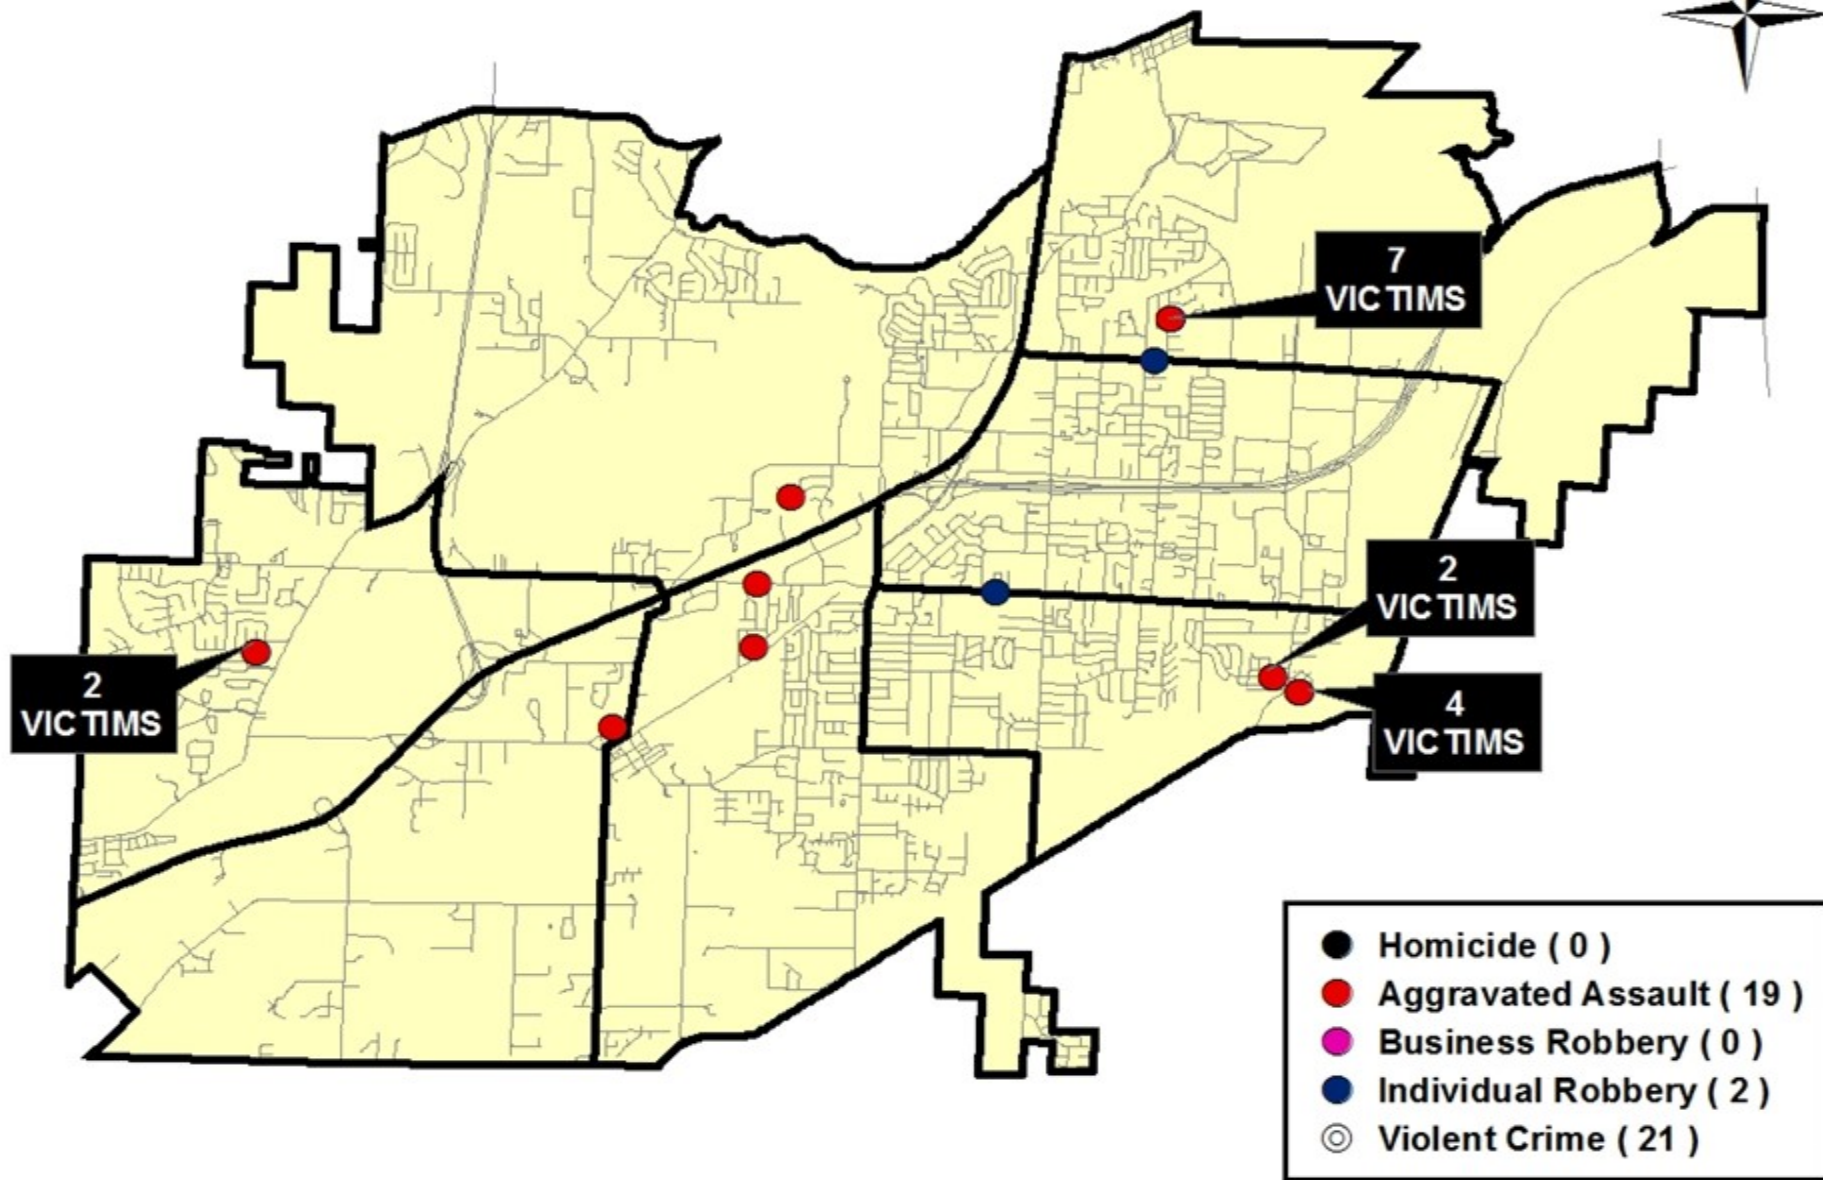 7
VICTIMS
2
VICTIMS
2
VICTIMS
4
VICTIMS
Homicide ( 0 )
Aggravated Assault ( 19 )
Business Robbery ( 0 )
Individual Robbery ( 2 )
Violent Crime ( 21 )